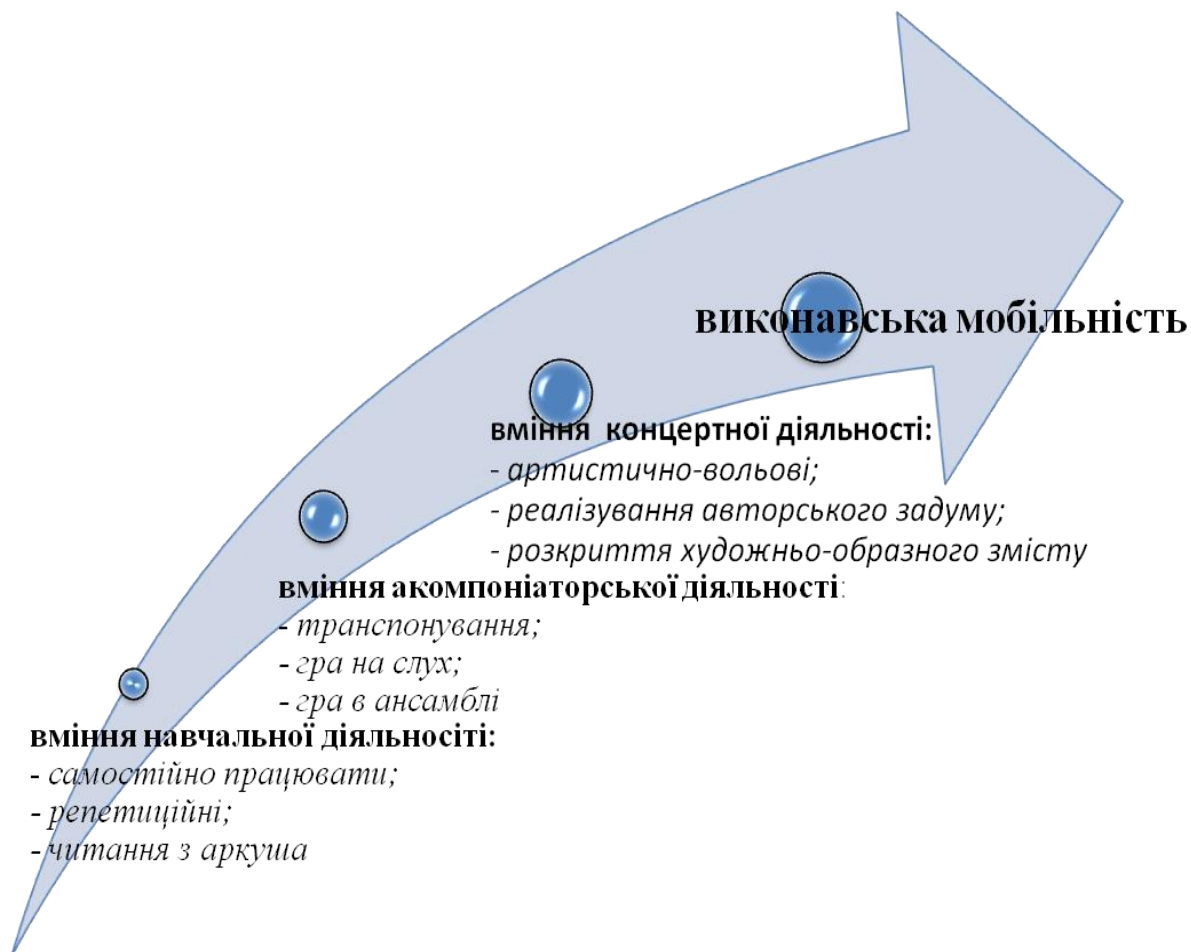 виконавська мобільність
вміння концертної діяльності:
- артистично-вольові;
- реалізування авторського задуму;
- розкриття художньо-образного змісту
вміння акомпоніаторської діяльності:
- транспонування;
- гра на слух;
- гра в ансамблі
вміння навчальної діяльносіті:
- самостійно працювати;
- репетиційні;
- читання з аркуша